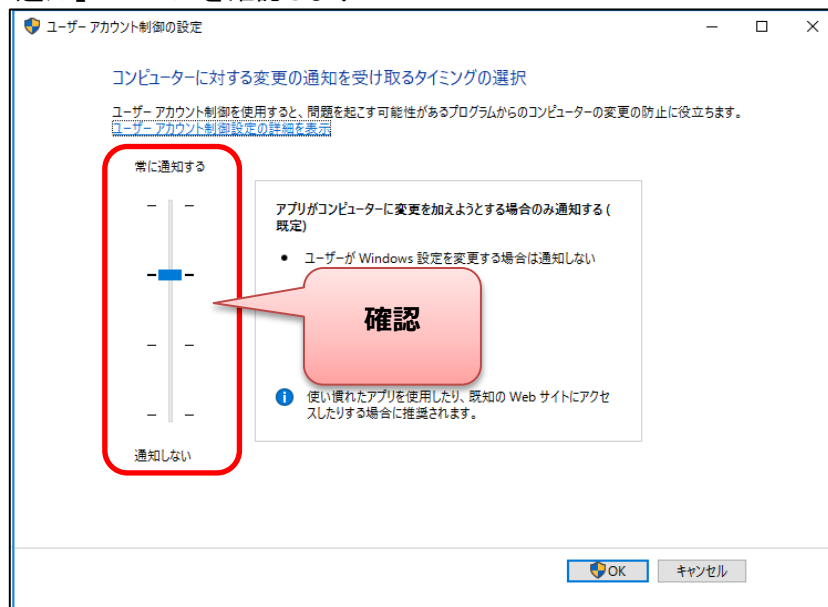 ユーザー アカウント制御の設定
コンピューターに対する変更の通知を受け取るタイミングの選択
ユーザー アカウント制御を使用すると、問題を起こす可能性があるプログラムからのコンピューターの変更の防止に役立ちます。
ユーザー アカウント制御設定の詳細を表示
常に通知する
アプリがコンピューターに変更を加えようとする場合のみ通知する (
既定)
● ユーザーが Windows 設定を変更する場合は通知しない
確認
使い慣れたアプリを使用したり、既知の Web サイトにアクセ
スしたりする場合に推奨されます。
通知しない
OK キャンセル